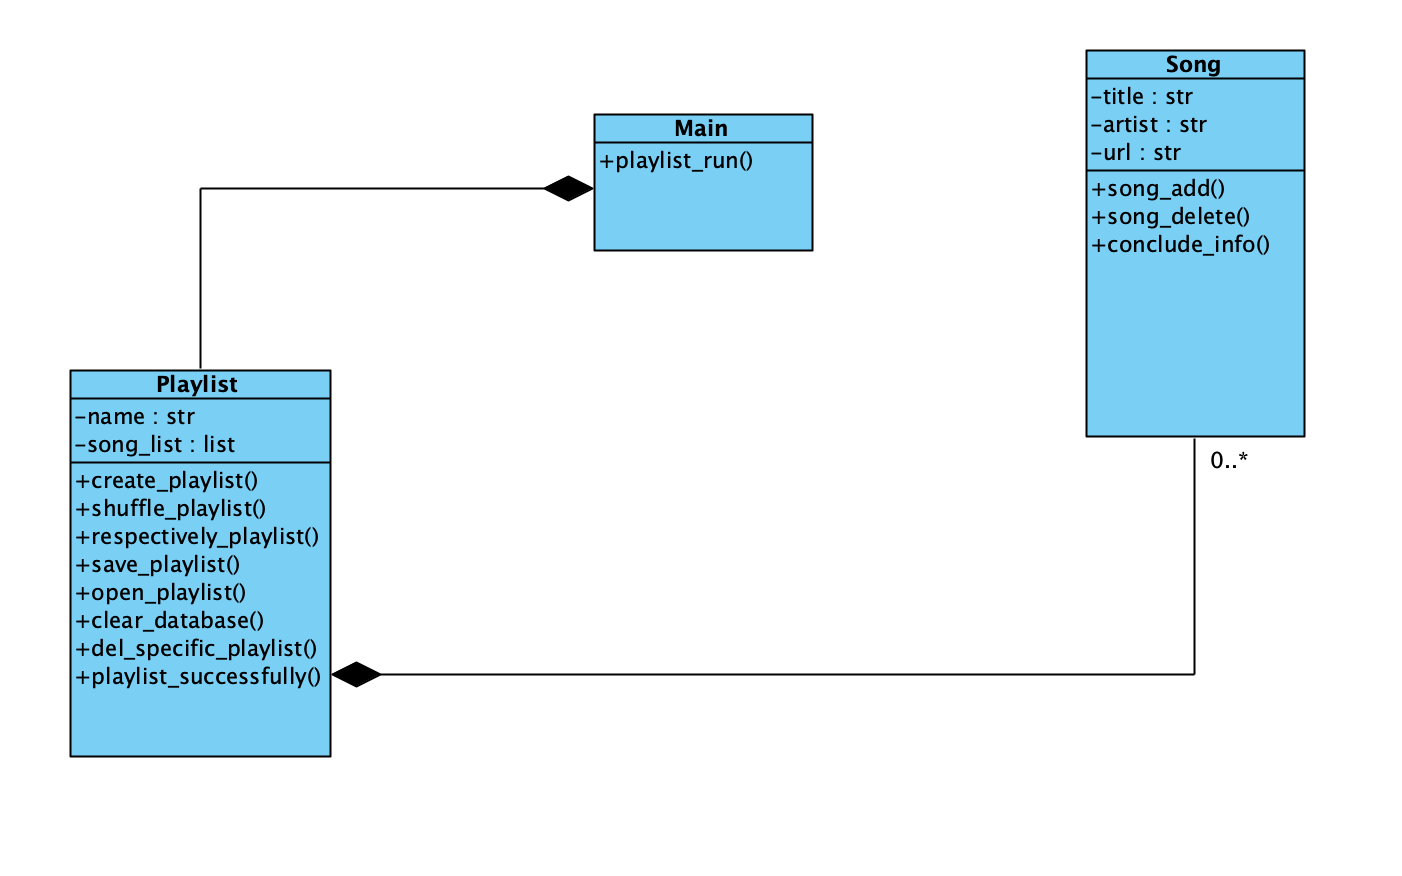 Song
-title : str
-artist : str
-url : str
+song_add()
+song_delete()
+conclude_info()
Main
+playlist_run()
Playlist
-name : str
-song_list : list
+create_playlist()
+shuffle_playlist()
+respectively_playlist()
+save_playlist()
+open_playlist()
+clear_database()
+del_specific_playlist()
+playlist_successfully()
0..*